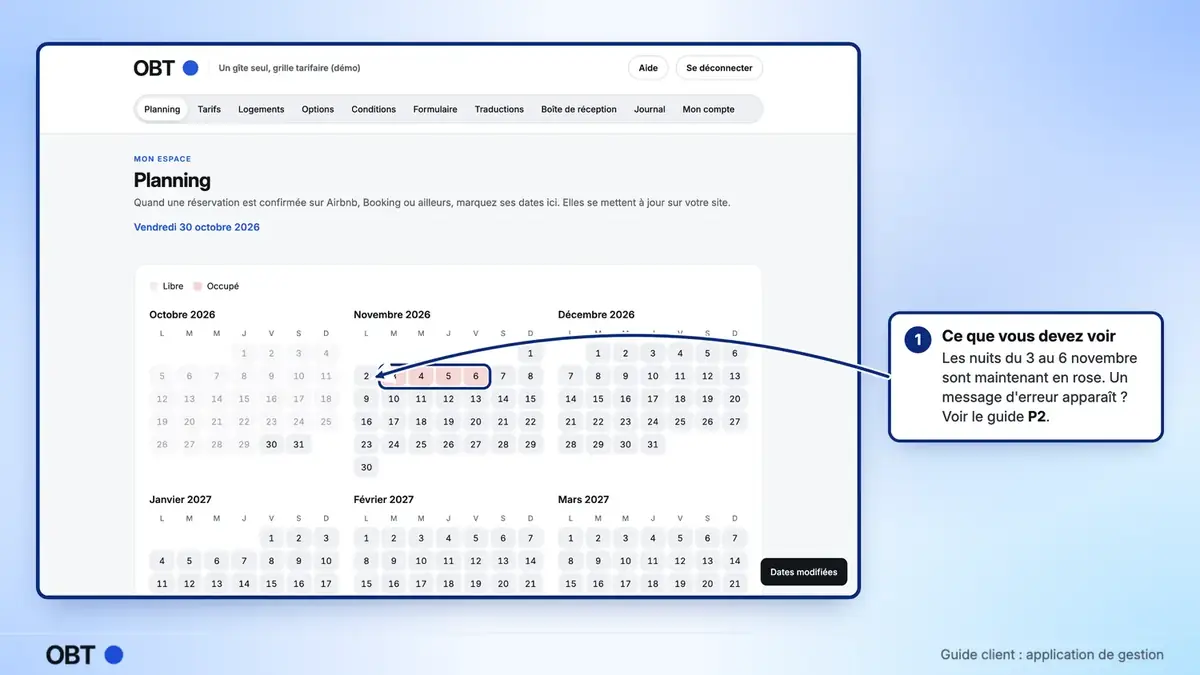 OBT
Un gîte seul, grille tarifaire (démo)
Aide
Se déconnecter
Planning Tarifs Logements Options Conditions Formulaire Traductions Boîte de réception Journal Mon compte
MON ESPACE
Planning
Quand une réservation est confirmée sur Airbnb, Booking ou ailleurs, marquez ses dates ici. Elles se mettent à jour sur votre site.
Vendredi 30 octobre 2026
Libre Occupé
Octobre 2026
L M M J V S D
1 2 3 4
5 6 7 8 9 10 11
12 13 14 15 16 17 18
19 20 21 22 23 24 25
26 27 28 29 30 31
Novembre 2026
L M M J V S D
1
2 4 5 6 7 8
9 10 11 12 13 14 15
16 17 18 19 20 21 22
23 24 25 26 27 28 29
30
Décembre 2026
L M M J V S D
1 2 3 4 5 6
7 8 9 10 11 12 13
14 15 16 17 18 19 20
21 22 23 24 25 26 27
28 29 30 31
Janvier 2027
L M M J V S D
1 2 3
4 5 6 7 8 9 10
11 12 13 14 15 16 17
Février 2027
L M M J V S D
1 2 3 4 5 6 7
8 9 10 11 12 13 14
15 16 17 18 19 20 21
Mars 2027
L M M J V S D
1 2 3 4 5 6 7
8 9 10 11 12 13 14
15 16 17 18 19 20 21
Dates modifiées
1
Ce que vous devez voir
Les nuits du 3 au 6 novembre
sont maintenant en rose. Un
message d'erreur apparaît ?
Voir le guide P2.
OBT
Guide client : application de gestion